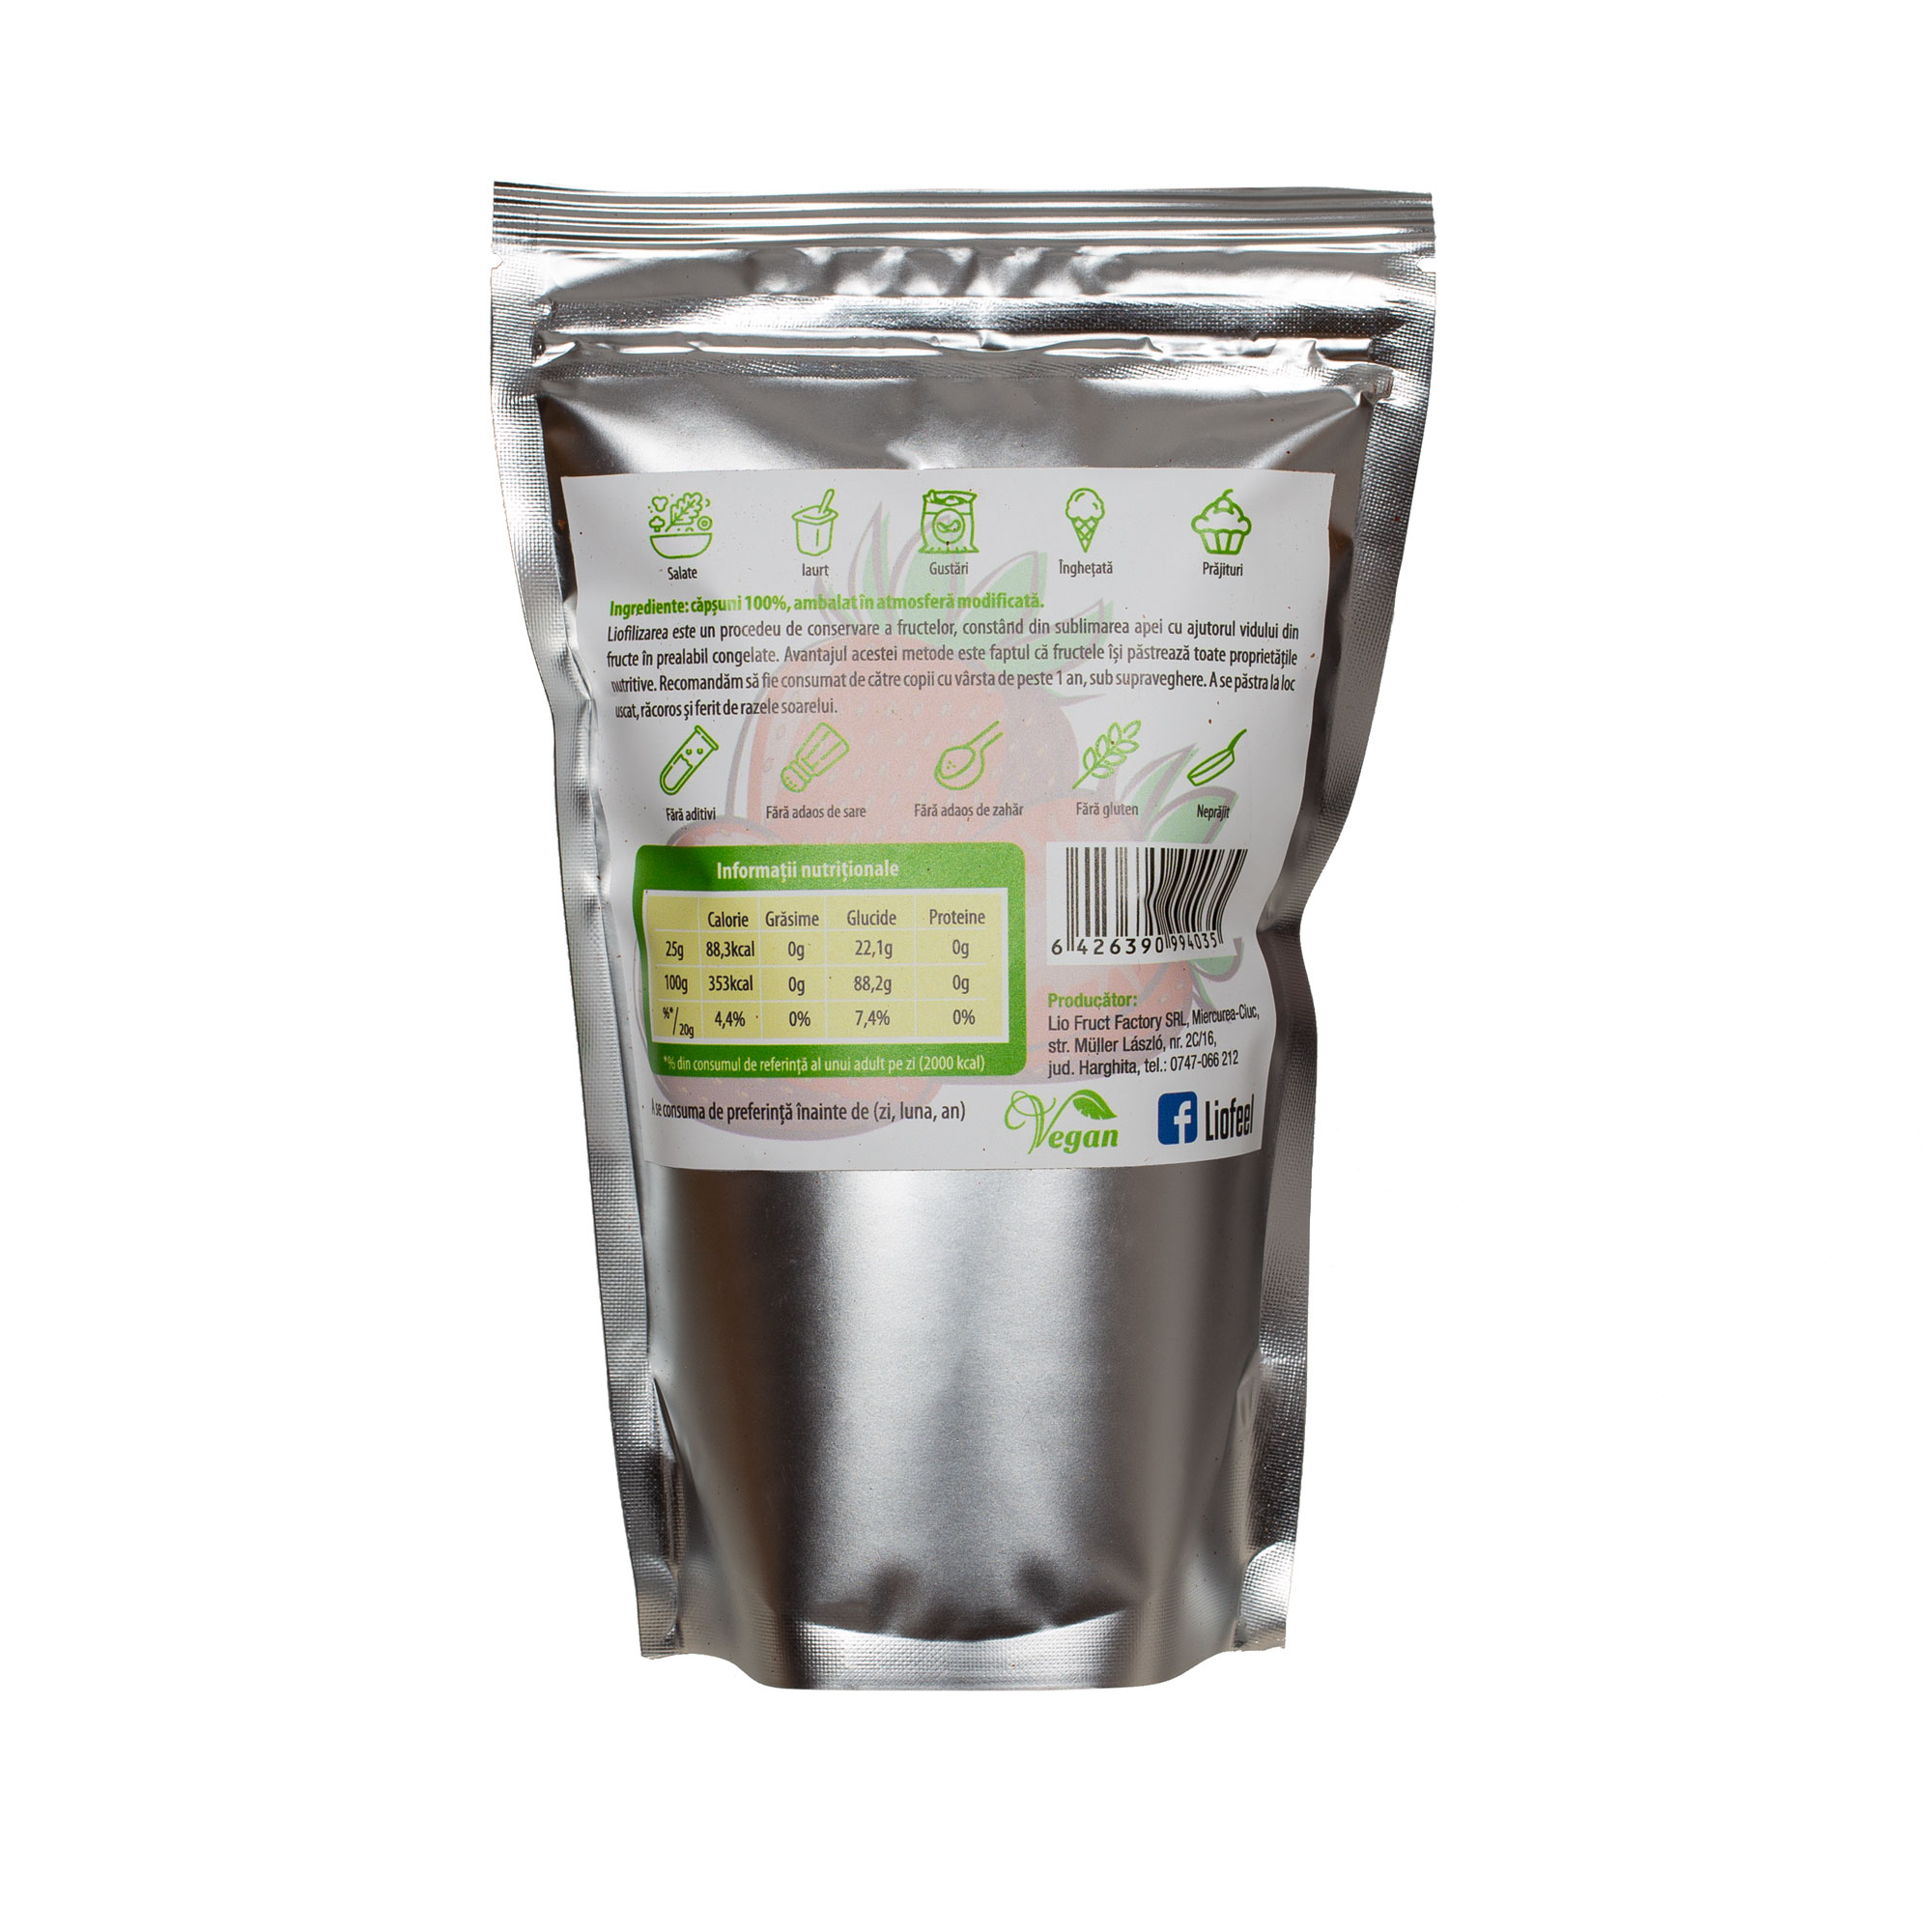 Salate Iaurt Gustări Înghețată Prăjituri
Ingrediente: căpșuni 100%, ambalat în atmosferă modificată.
Liofilizarea este un procedeu de conservare a fructelor, constând din sublimarea apei cu ajutorul vidului din
fructe în prealabil congelate. Avantajul acestei metode este faptul că fructele își păstrează toate proprietățile
nutritive. Recomandăm să fie consumat de către copii cu vârsta de peste 1 an, sub supraveghere. A se păstra la loc
uscat, răcoros și ferit de razele soarelui.
Fără aditivi Fără adaos de sare Fără adaos de zahăr Fără gluten Neprăjit
Informații nutriționale
Calorie Grăsime Glucide Proteine
25g 88,3kcal 0g 22,1g 0g
100g 353kcal 0g 88,2g 0g
%*/20g 4,4% 0% 7,4% 0%
*% din consumul de referință al unui adult pe zi (2000 kcal)
6 426390 994035
Producător:
Lio Fruct Factory SRL, Miercurea-Ciuc,
str. Müller László, nr. 2C/16,
jud. Harghita, tel.: 0747-066 212
A se consuma de preferință înainte de (zi, luna, an)
Vegan
f Liofeel